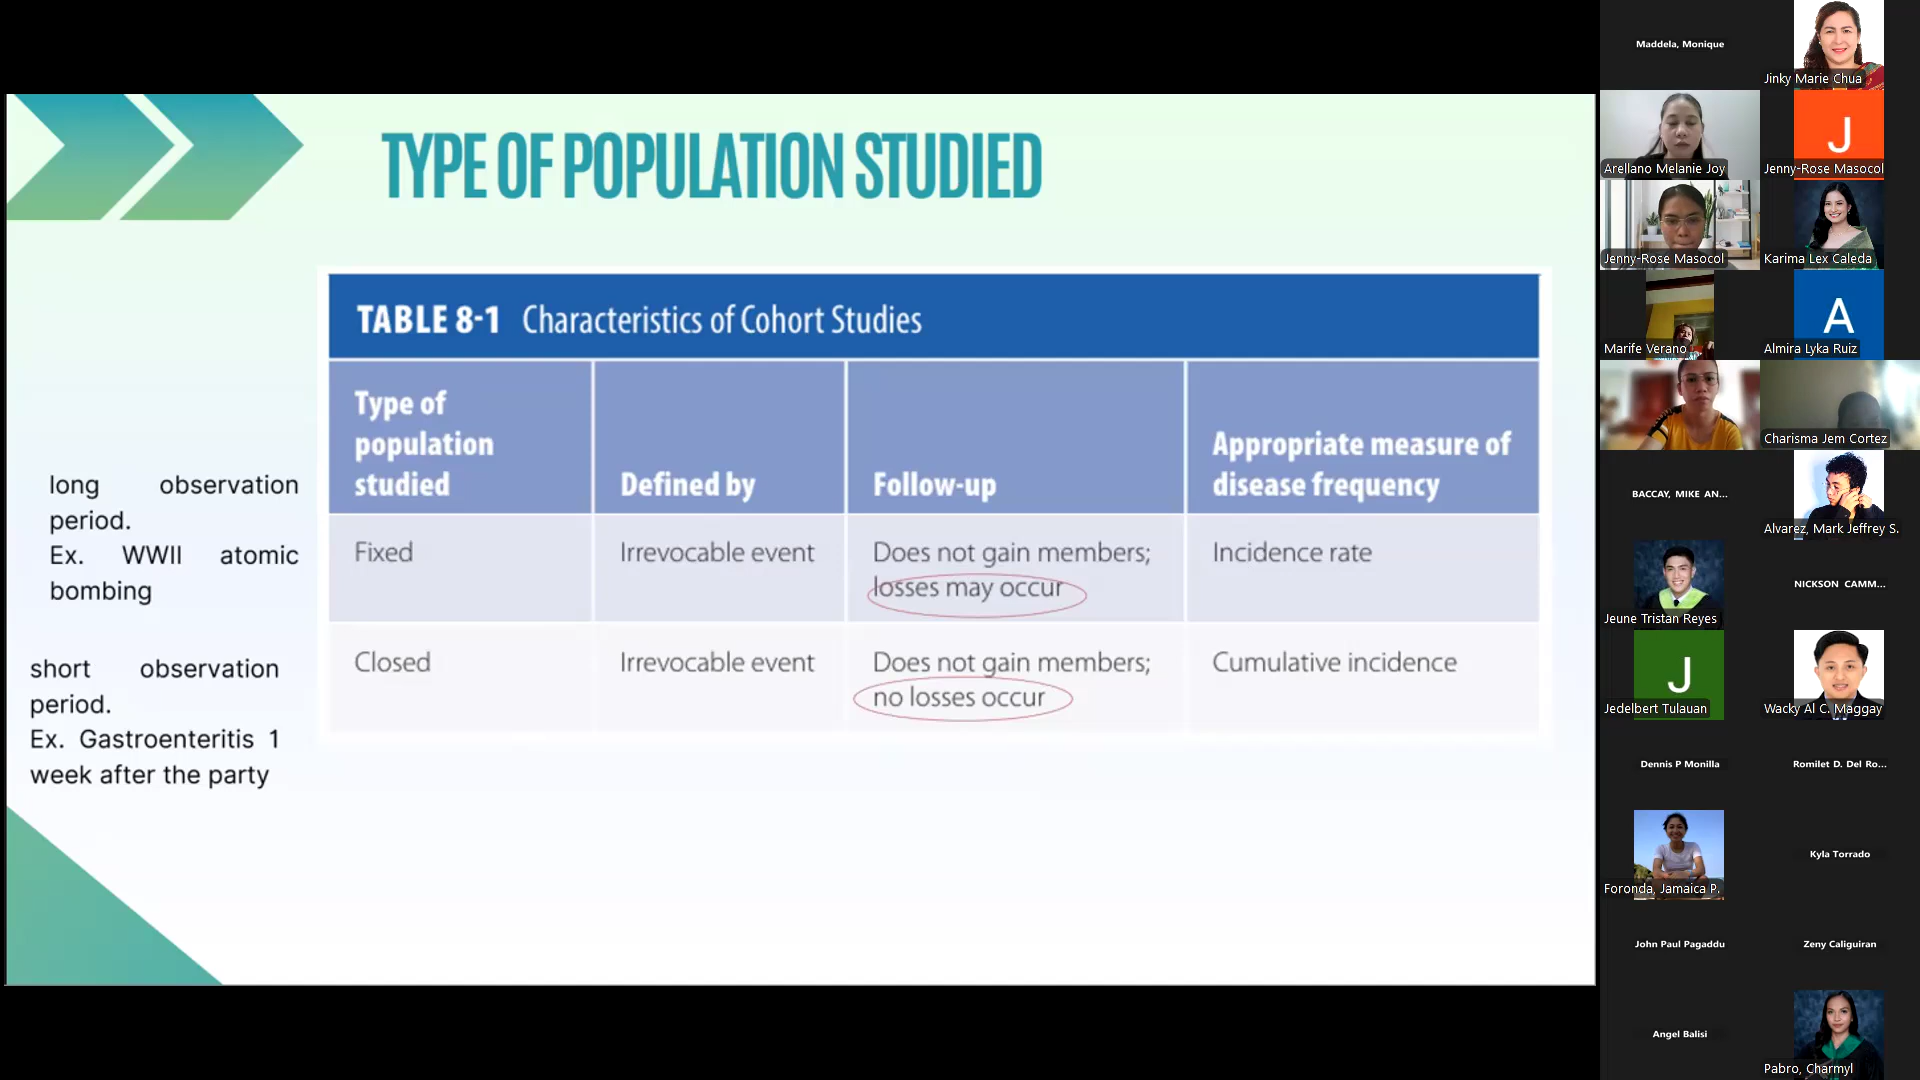 TYPE OF POPULATION STUDIED
long observation
period.
Ex. WWII atomic
bombing
short observation
period.
Ex. Gastroenteritis 1
week after the party
TABLE 8-1 Characteristics of Cohort Studies
Type of
population
studied
Defined by
Follow-up
Appropriate measure of
disease frequency
Fixed
Irrevocable event
Does not gain members;
losses may occur
Incidence rate
Closed
Irrevocable event
Does not gain members;
no losses occur
Cumulative incidence
Maddela, Monique
Jinky Marie Chua
Arellano Melanie Joy
J
Jenny-Rose Masocol
Jenny-Rose Masocol
Karima Lex Caleda
Marife Verano
A
Almira Lyka Ruiz
Charisma Jem Cortez
BACCAY, MIKE AN...
Alvarez, Mark Jeffrey S.
Jeune Tristan Reyes
NICKSON CAMM...
J
Jedelbert Tulauan
Wacky Al C. Maggay
Dennis P Monilla
Romilet D. Del Ro...
Foronda, Jamaica P.
Kyla Torrado
John Paul Pagaddu
Zeny Caliguiran
Angel Balisi
Pabro, Charmyl